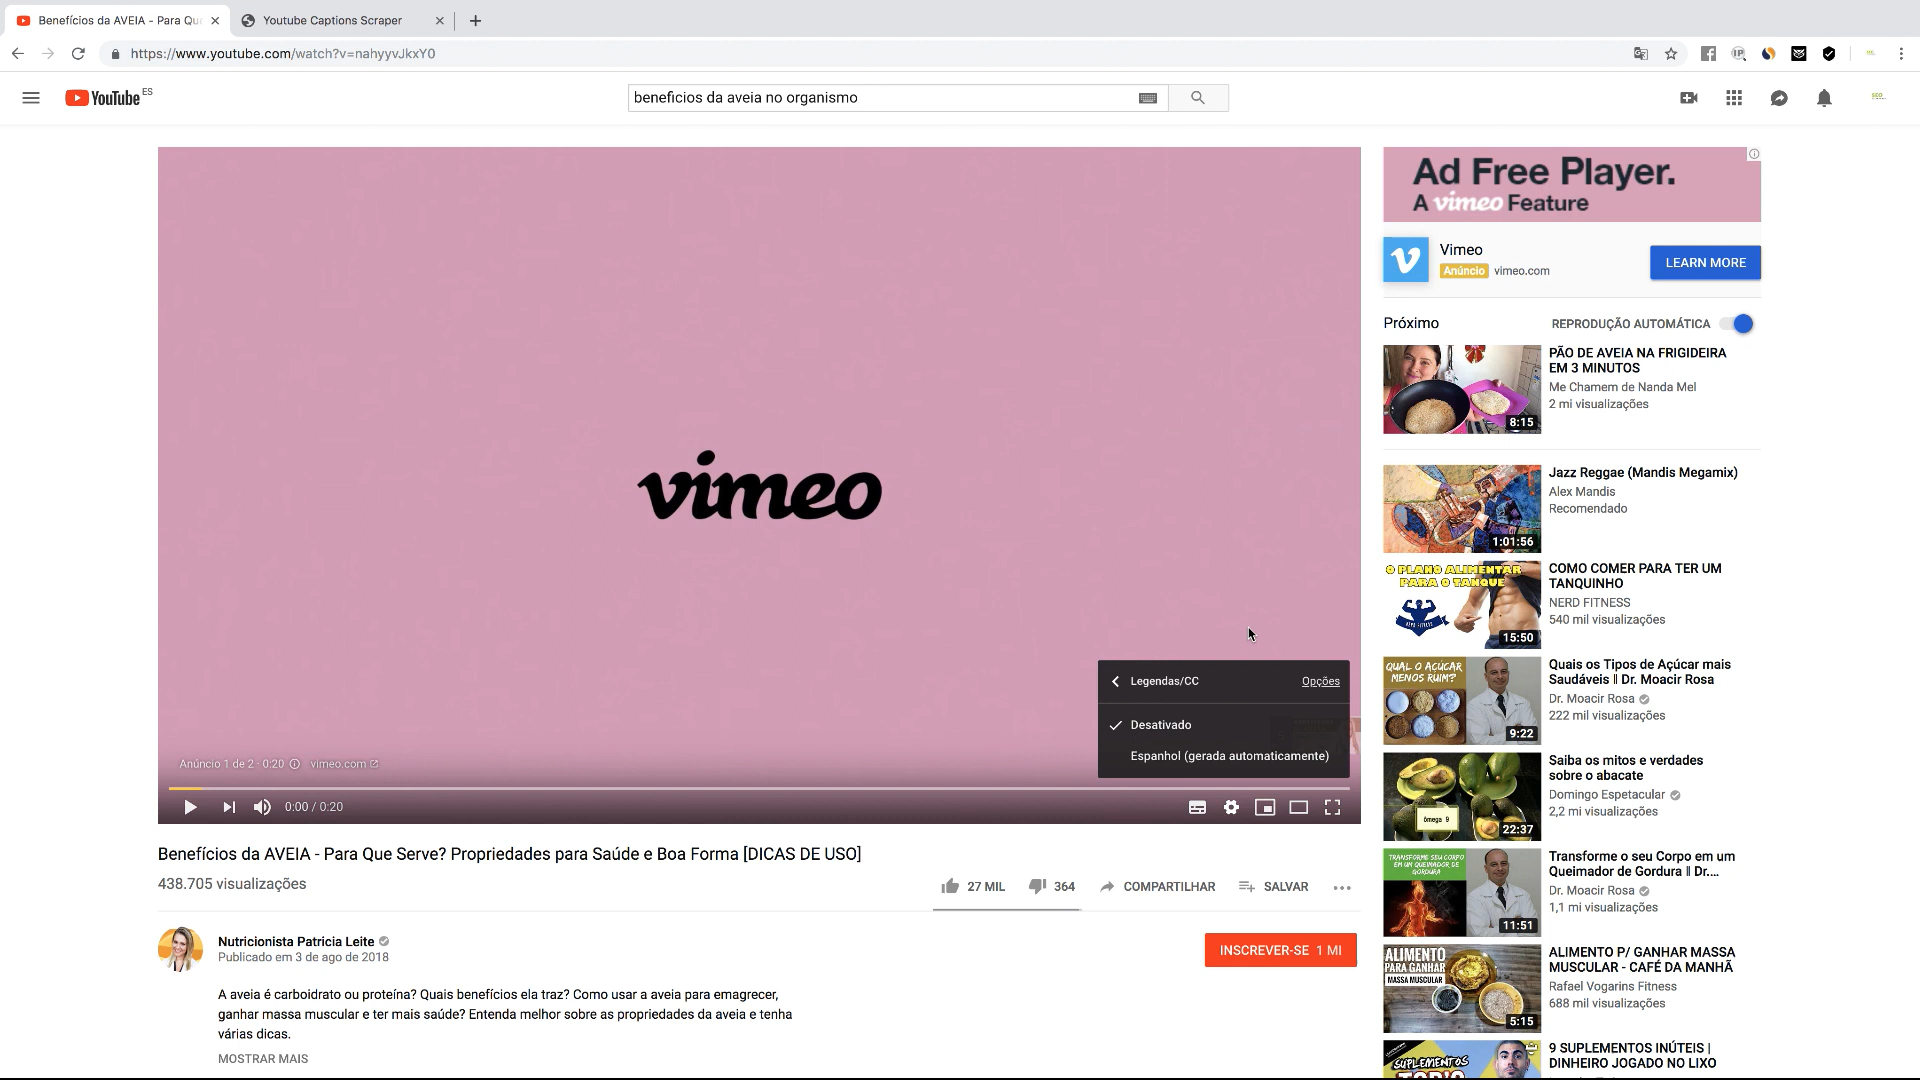 Benefícios da AVEIA - Para Qu
Youtube Captions Scraper
https://www.youtube.com/watch?v=nahyyvJkxY0
YouTube ES
beneficios da aveia no organismo
vimeo
Legendas/CC
Opções
Desativado
Espanhol (gerada automaticamente)
Anúncio 1 de 2 · 0:20
vimeo.com
0:00 / 0:20
Benefícios da AVEIA - Para Que Serve? Propriedades para Saúde e Boa Forma [DICAS DE USO]
438.705 visualizações
27 MIL
364
COMPARTILHAR
SALVAR
Nutricionista Patricia Leite
Publicado em 3 de ago de 2018
INSCREVER-SE 1 MI
A aveia é carboidrato ou proteína? Quais benefícios ela traz? Como usar a aveia para emagrecer,
ganhar massa muscular e ter mais saúde? Entenda melhor sobre as propriedades da aveia e tenha
várias dicas.
MOSTRAR MAIS
Ad Free Player.
A vimeo Feature
Vimeo
Anúncio vimeo.com
LEARN MORE
Próximo
REPRODUÇÃO AUTOMÁTICA
PÃO DE AVEIA NA FRIGIDEIRA
EM 3 MINUTOS
Me Chamem de Nanda Mel
2 mi visualizações
8:15
Jazz Reggae (Mandis Megamix)
Alex Mandis
Recomendado
1:01:56
O PLANO ALIMENTAR
PARA O TANQUE
COMO COMER PARA TER UM
TANQUINHO
NERD FITNESS
540 mil visualizações
15:50
QUAL O AÇÚCAR
MENOS RUIM?
Quais os Tipos de Açúcar mais
Saudáveis ‖ Dr. Moacir Rosa
Dr. Moacir Rosa
222 mil visualizações
9:22
Saiba os mitos e verdades
sobre o abacate
Domingo Espetacular
2,2 mi visualizações
ômega 9
22:37
TRANSFORME SEU CORPO
EM UM QUEIMADOR DE
GORDURA
Transforme o seu Corpo em um
Queimador de Gordura ‖ Dr....
Dr. Moacir Rosa
1,1 mi visualizações
11:51
ALIMENTO
PARA GANHAR
MASSA MUSCULAR
ALIMENTO P/ GANHAR MASSA
MUSCULAR - CAFÉ DA MANHÃ
Rafael Vogarins Fitness
688 mil visualizações
5:15
SUPLEMENTOS
9 SUPLEMENTOS INÚTEIS |
DINHEIRO JOGADO NO LIXO